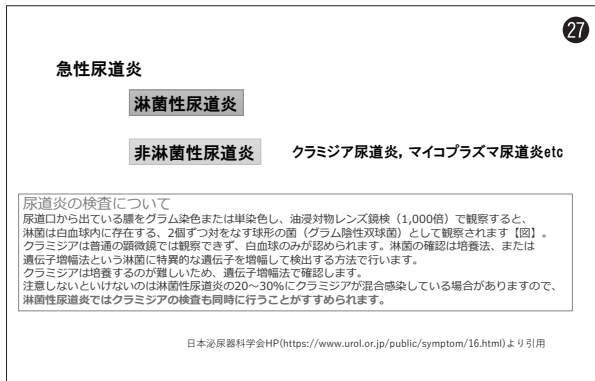 ㉗
急性尿道炎
淋菌性尿道炎
非淋菌性尿道炎 クラミジア尿道炎，マイコプラズマ尿道炎etc
尿道炎の検査について
尿道口から出ている膿をグラム染色または単染色し、油浸対物レンズ鏡検（1,000倍）で観察すると、
淋菌は白血球内に存在する、2個ずつ対をなす球形の菌（グラム陰性双球菌）として観察されます【図】。
クラミジアは普通の顕微鏡では観察できず、白血球のみが認められます。淋菌の確認は培養法、または
遺伝子増幅法という淋菌に特異的な遺伝子を増幅して検出する方法で行います。
クラミジアは培養するのが難しいため、遺伝子増幅法で確認します。
注意しないといけないのは淋菌性尿道炎の20～30%にクラミジアが混合感染している場合がありますので、
淋菌性尿道炎ではクラミジアの検査も同時に行うことがすすめられます。
日本泌尿器科学会HP(https://www.urol.or.jp/public/symptom/16.html)より引用